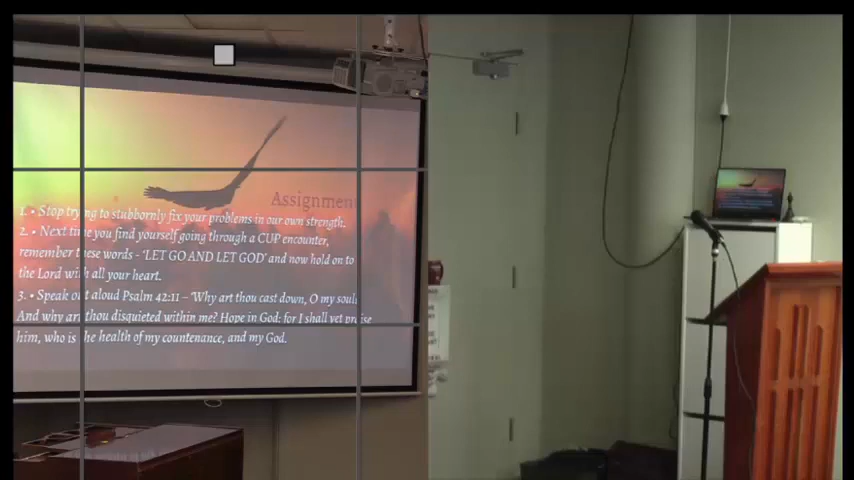 Assignment
1. • Stop trying to stubbornly fix your problems in our own strength.
2. • Next time you find yourself going through a CUP encounter,
remember these words - 'LET GO AND LET GOD' and now hold on to
the Lord with all your heart.
3. • Speak out aloud Psalm 42:11 – 'Why art thou cast down, O my soul?
And why art thou disquieted within me? Hope in God: for I shall yet praise
him, who is the health of my countenance, and my God.